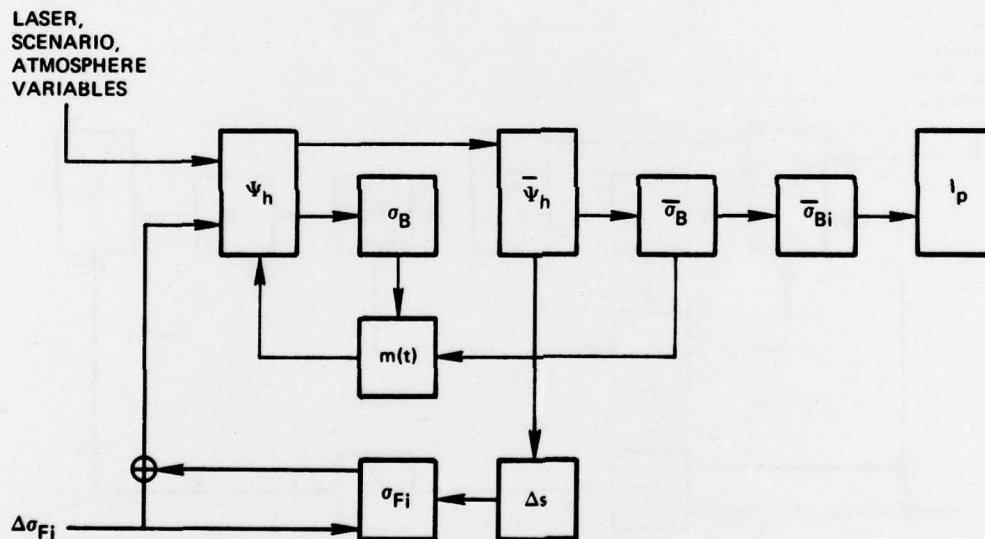 LASER,
SCENARIO,
ATMOSPHERE
VARIABLES
Ψh
σB
Ψ̅h
σ̅B
σ̅Bi
Ip
m(t)
σFi
Δs
ΔσFi